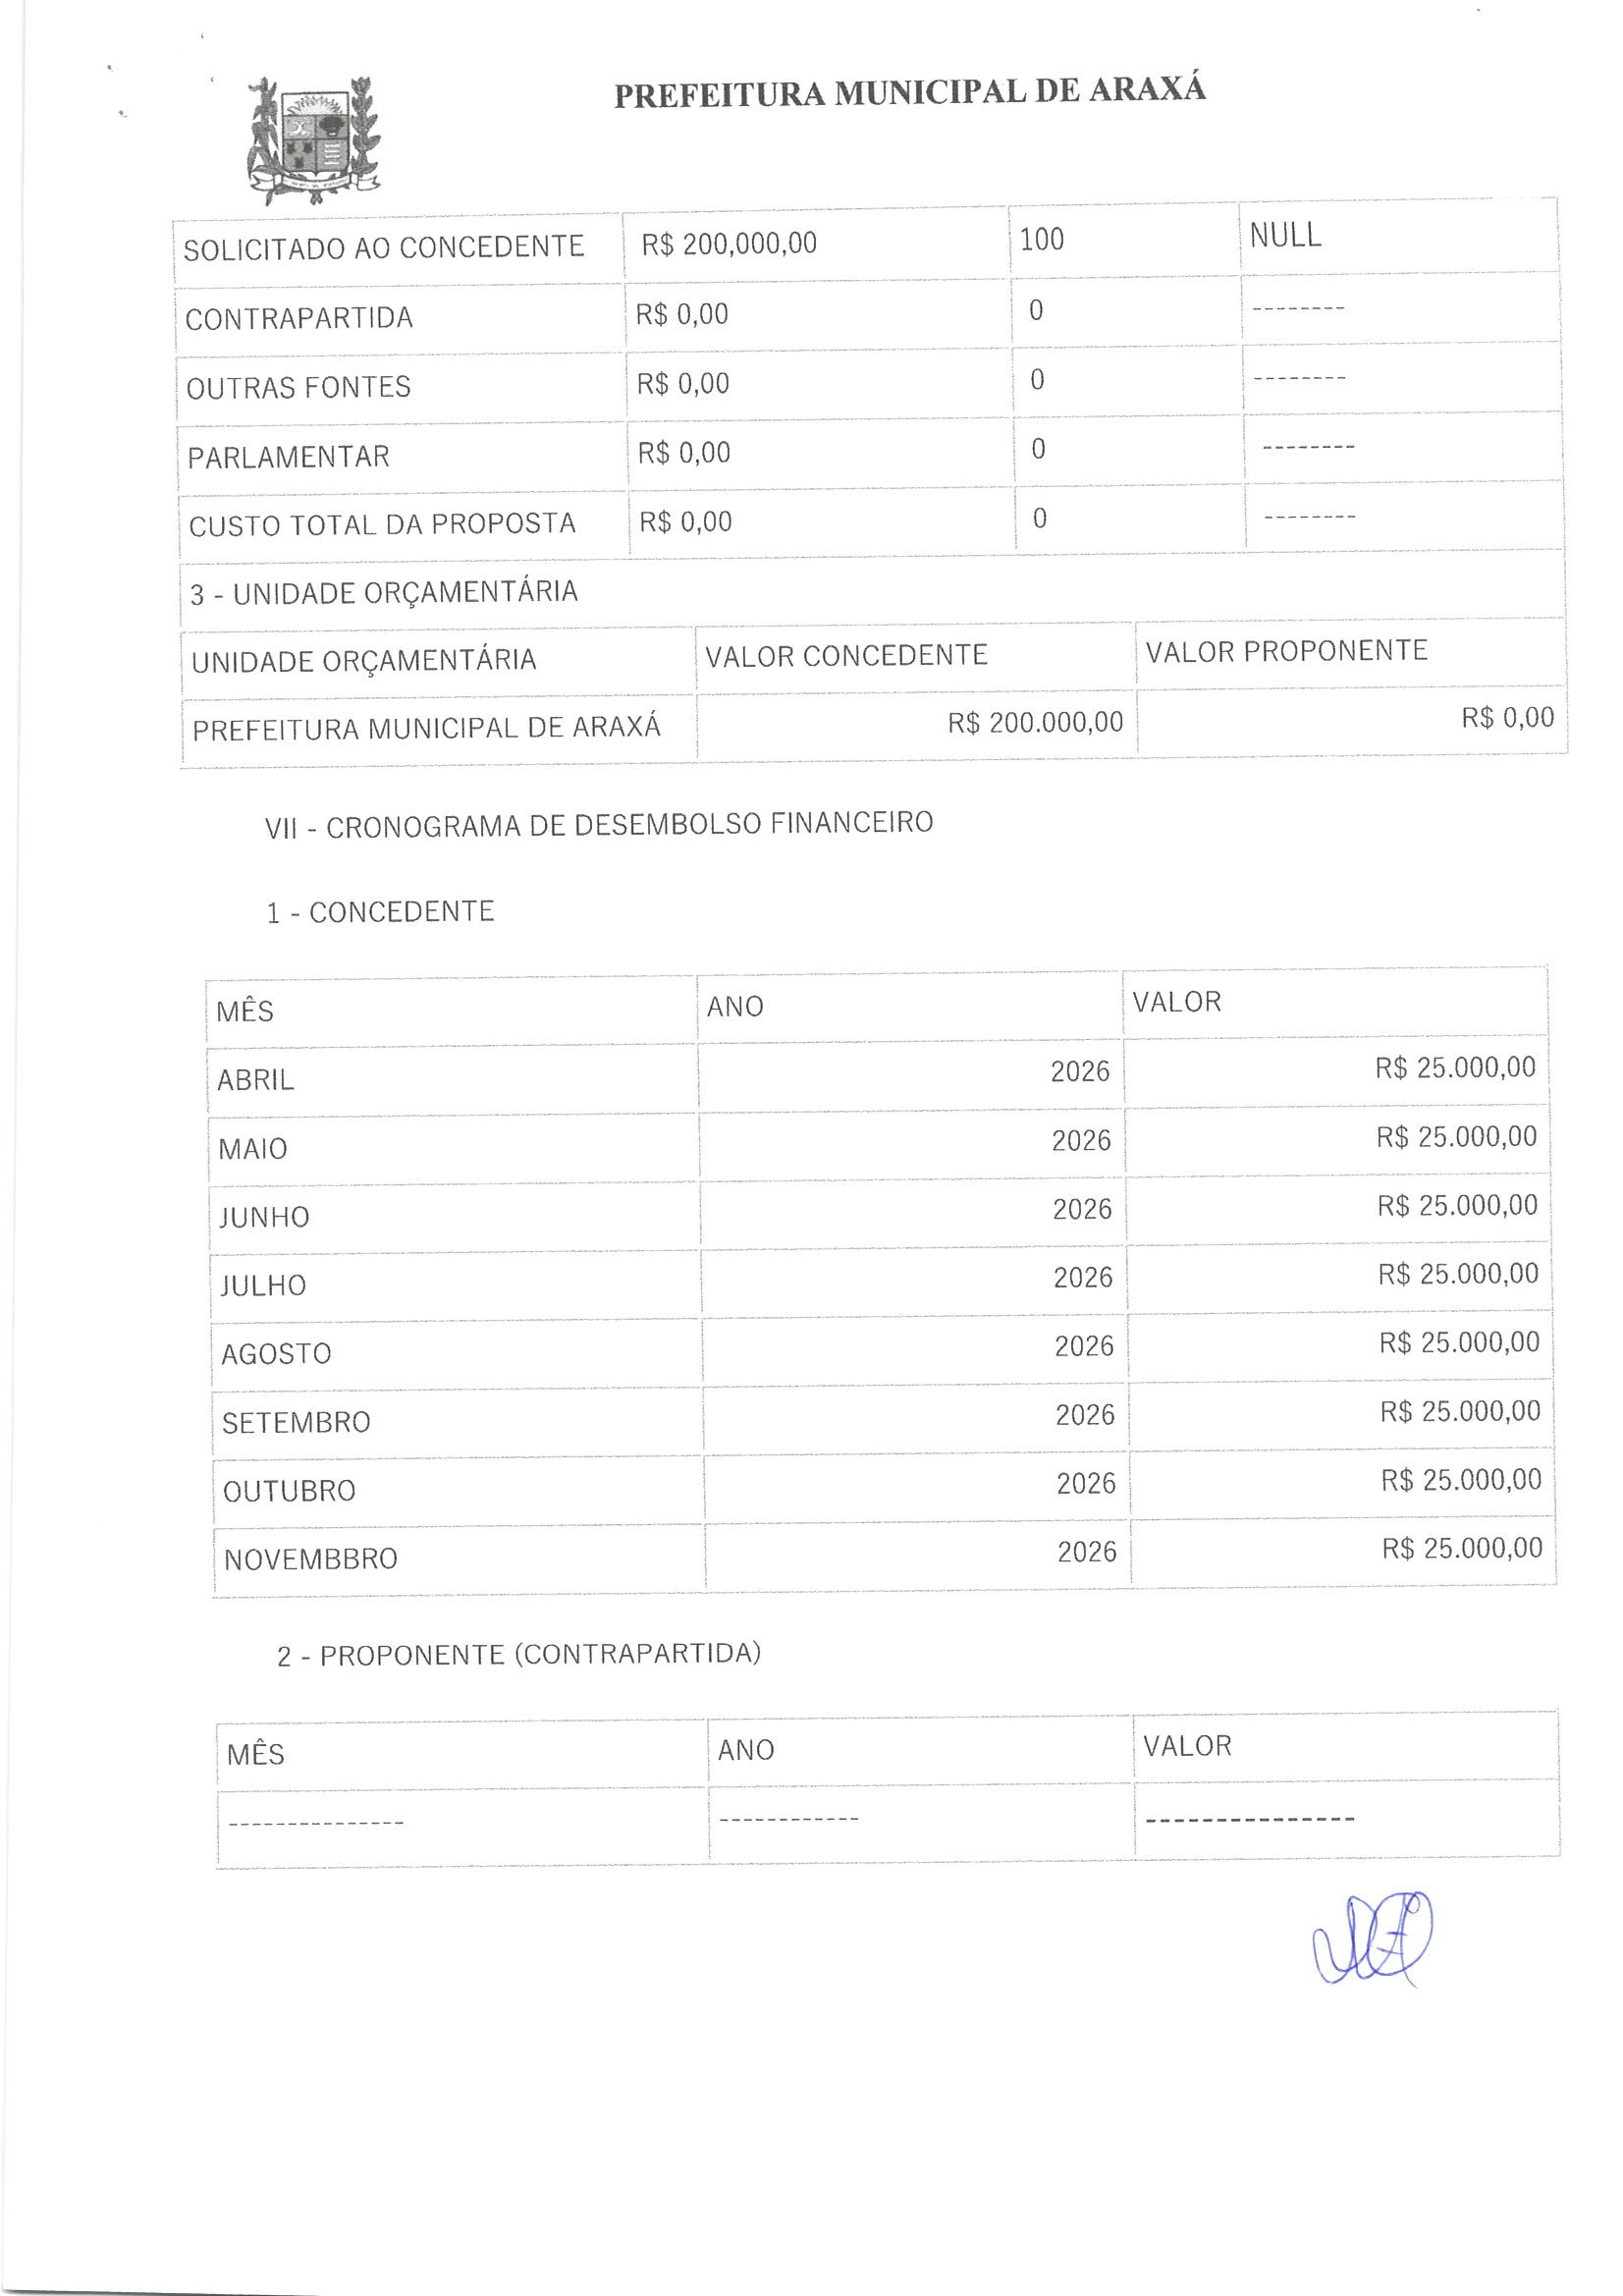 PREFEITURA MUNICIPAL DE ARAXÁ
SOLICITADO AO CONCEDENTE R$ 200,000,00 100 NULL
CONTRAPARTIDA R$ 0,00 0 --------
OUTRAS FONTES R$ 0,00 0 --------
PARLAMENTAR R$ 0,00 0 --------
CUSTO TOTAL DA PROPOSTA R$ 0,00 0 --------
3 - UNIDADE ORÇAMENTÁRIA
UNIDADE ORÇAMENTÁRIA VALOR CONCEDENTE VALOR PROPONENTE
PREFEITURA MUNICIPAL DE ARAXÁ R$ 200.000,00 R$ 0,00
VII - CRONOGRAMA DE DESEMBOLSO FINANCEIRO
1 - CONCEDENTE
MÊS ANO VALOR
ABRIL 2026 R$ 25.000,00
MAIO 2026 R$ 25.000,00
JUNHO 2026 R$ 25.000,00
JULHO 2026 R$ 25.000,00
AGOSTO 2026 R$ 25.000,00
SETEMBRO 2026 R$ 25.000,00
OUTUBRO 2026 R$ 25.000,00
NOVEMBBRO 2026 R$ 25.000,00
2 - PROPONENTE (CONTRAPARTIDA)
MÊS ANO VALOR
--------------- ------------ ---------------